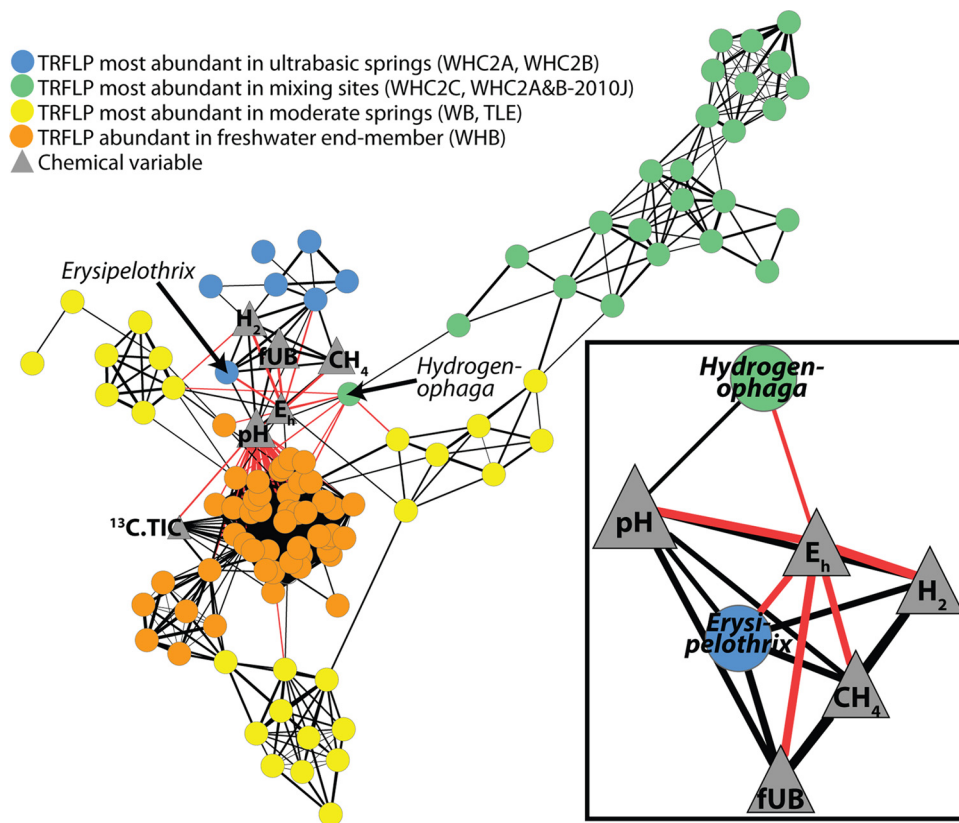 TRFLP most abundant in ultrabasic springs (WHC2A, WHC2B)
TRFLP most abundant in mixing sites (WHC2C, WHC2A&B-2010J)
TRFLP most abundant in moderate springs (WB, TLE)
TRFLP abundant in freshwater end-member (WHB)
Chemical variable
Erysipelothrix
H₂
fUB
CH₄
Hydrogen-
ophaga
Eₕ
pH
¹³C.TIC
Hydrogen-
ophaga
pH
Eₕ
H₂
Erysi-
pelothrix
CH₄
fUB